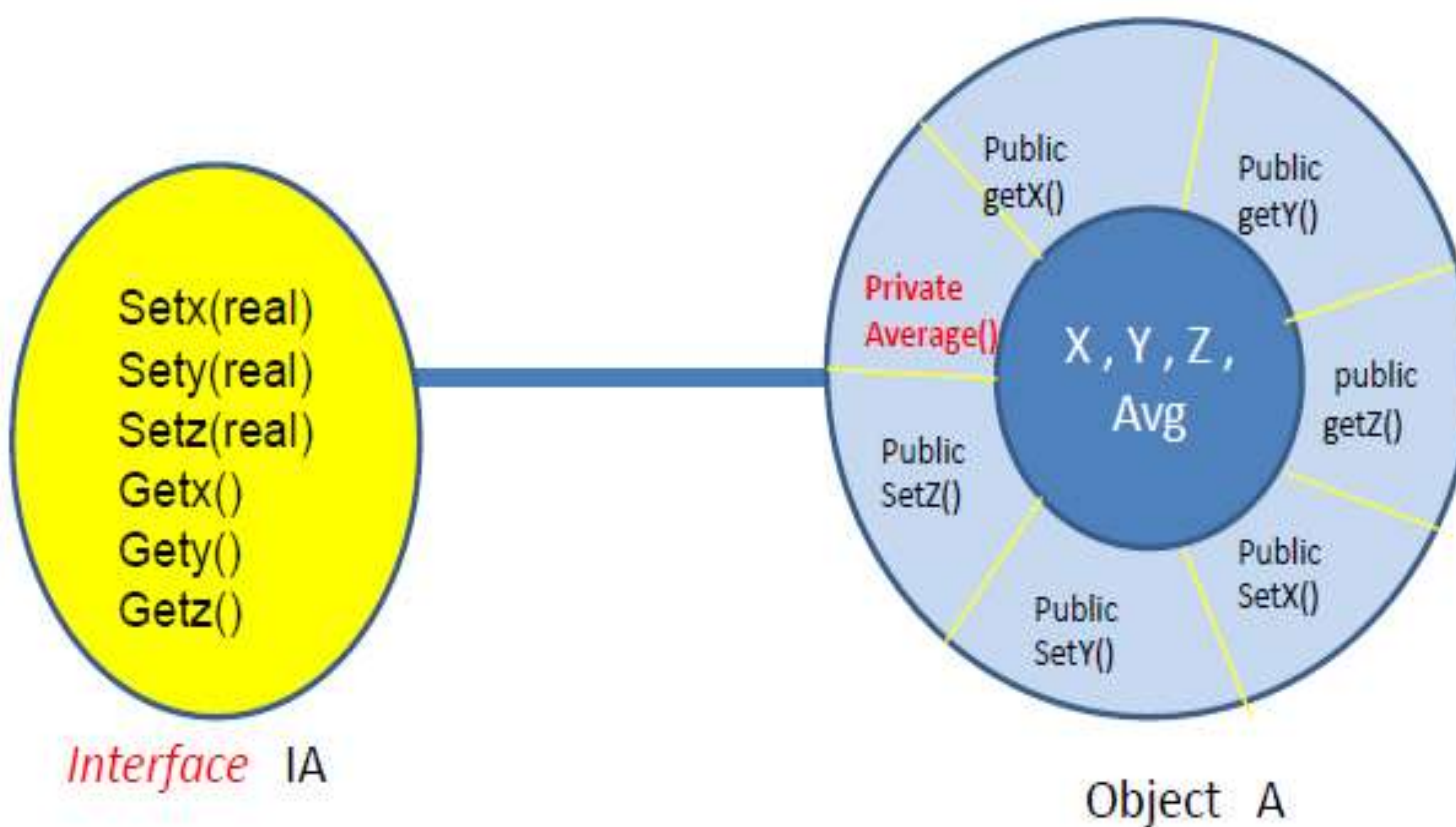 Setx(real)
Sety(real)
Setz(real)
Getx()
Gety()
Getz()
Interface IA
Public
getX()
Public
getY()
Private
Average()
X , Y , Z ,
Avg
public
getZ()
Public
SetZ()
Public
SetX()
Public
SetY()
Object A